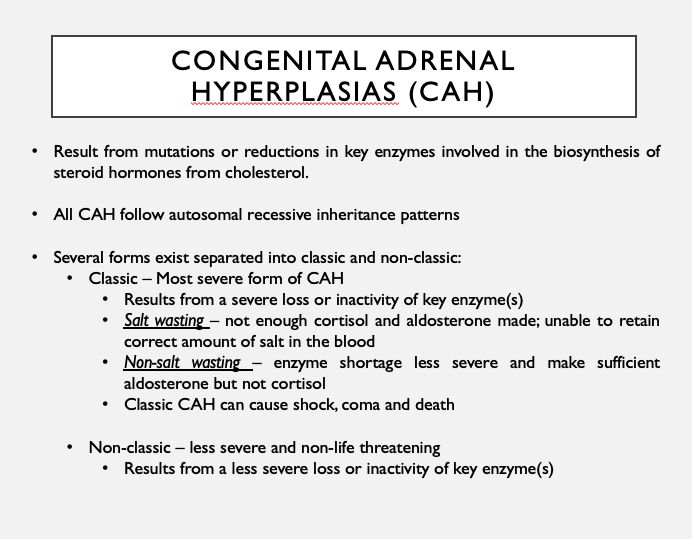 CONGENITAL ADRENAL
HYPERPLASIAS (CAH)
• Result from mutations or reductions in key enzymes involved in the biosynthesis of
steroid hormones from cholesterol.
• All CAH follow autosomal recessive inheritance patterns
• Several forms exist separated into classic and non-classic:
• Classic – Most severe form of CAH
• Results from a severe loss or inactivity of key enzyme(s)
• Salt wasting – not enough cortisol and aldosterone made; unable to retain
correct amount of salt in the blood
• Non-salt wasting – enzyme shortage less severe and make sufficient
aldosterone but not cortisol
• Classic CAH can cause shock, coma and death
• Non-classic – less severe and non-life threatening
• Results from a less severe loss or inactivity of key enzyme(s)